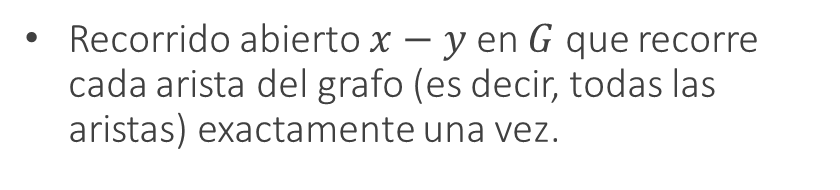 • Recorrido abierto x − y en G que recorre
cada arista del grafo (es decir, todas las
aristas) exactamente una vez.